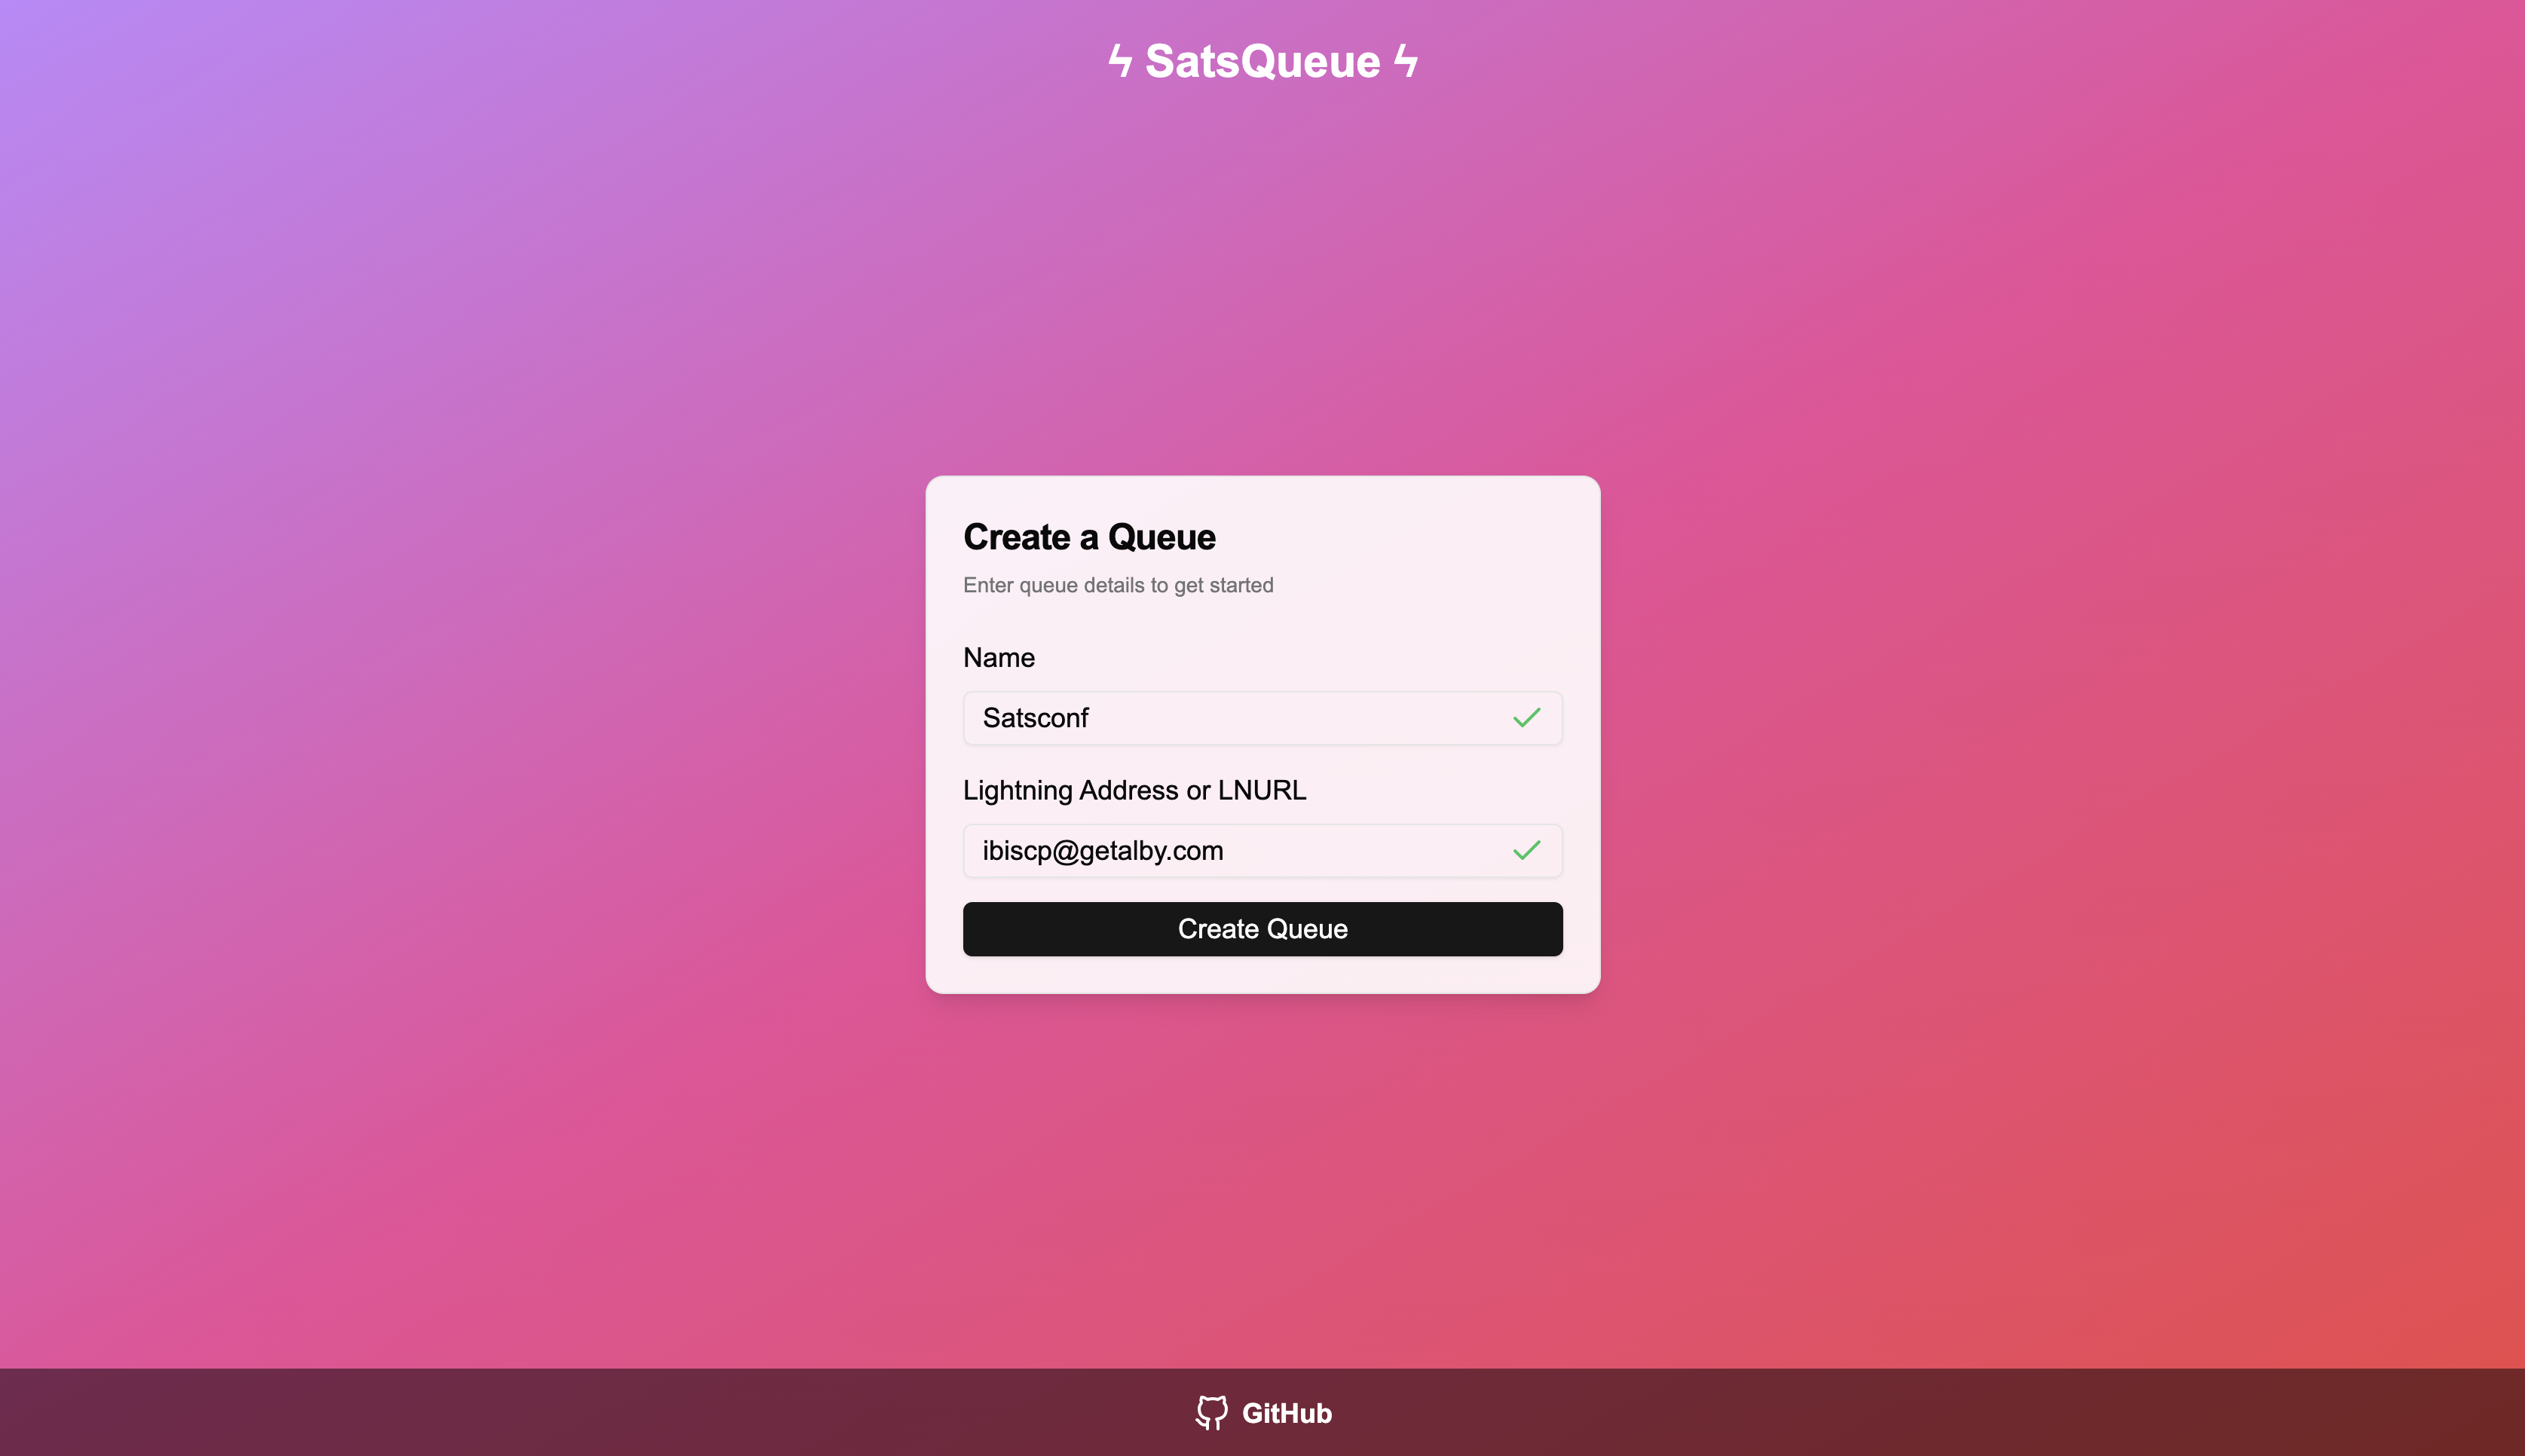 SatsQueue
Create a Queue
Enter queue details to get started
Name
Satsconf
Lightning Address or LNURL
ibiscp@getalby.com
Create Queue
GitHub